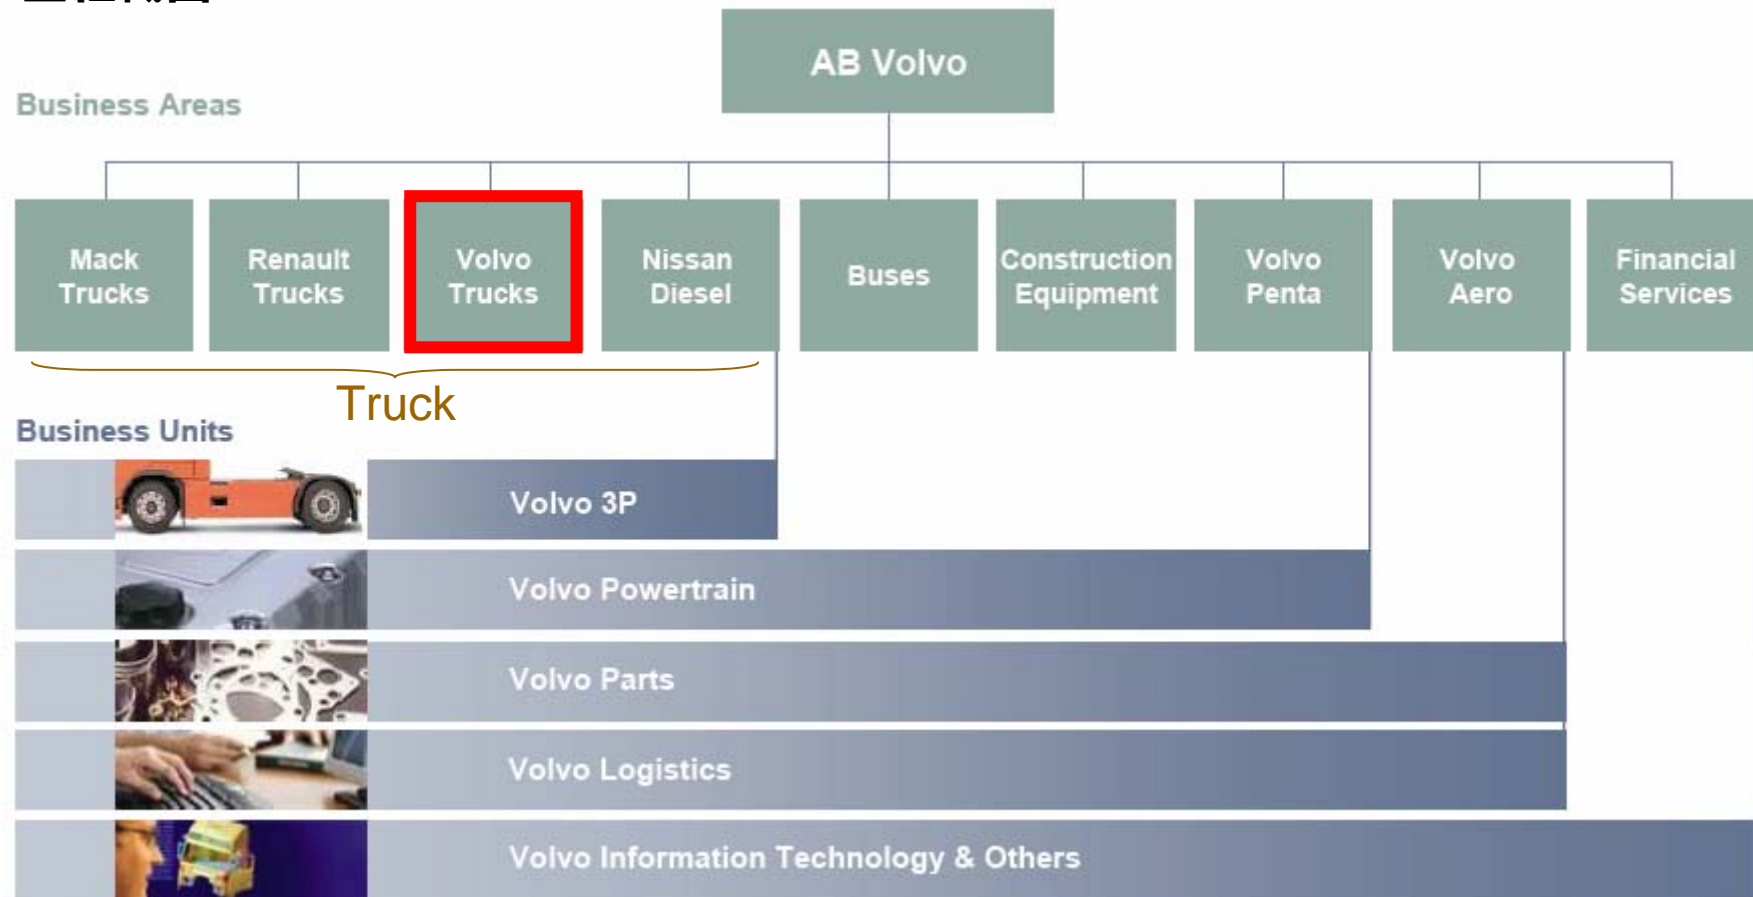 AB Volvo
Business Areas
Mack
Trucks
Renault
Trucks
Volvo
Trucks
Nissan
Diesel
Buses
Construction
Equipment
Volvo
Penta
Volvo
Aero
Financial
Services
Truck
Business Units
Volvo 3P
Volvo Powertrain
Volvo Parts
Volvo Logistics
Volvo Information Technology & Others